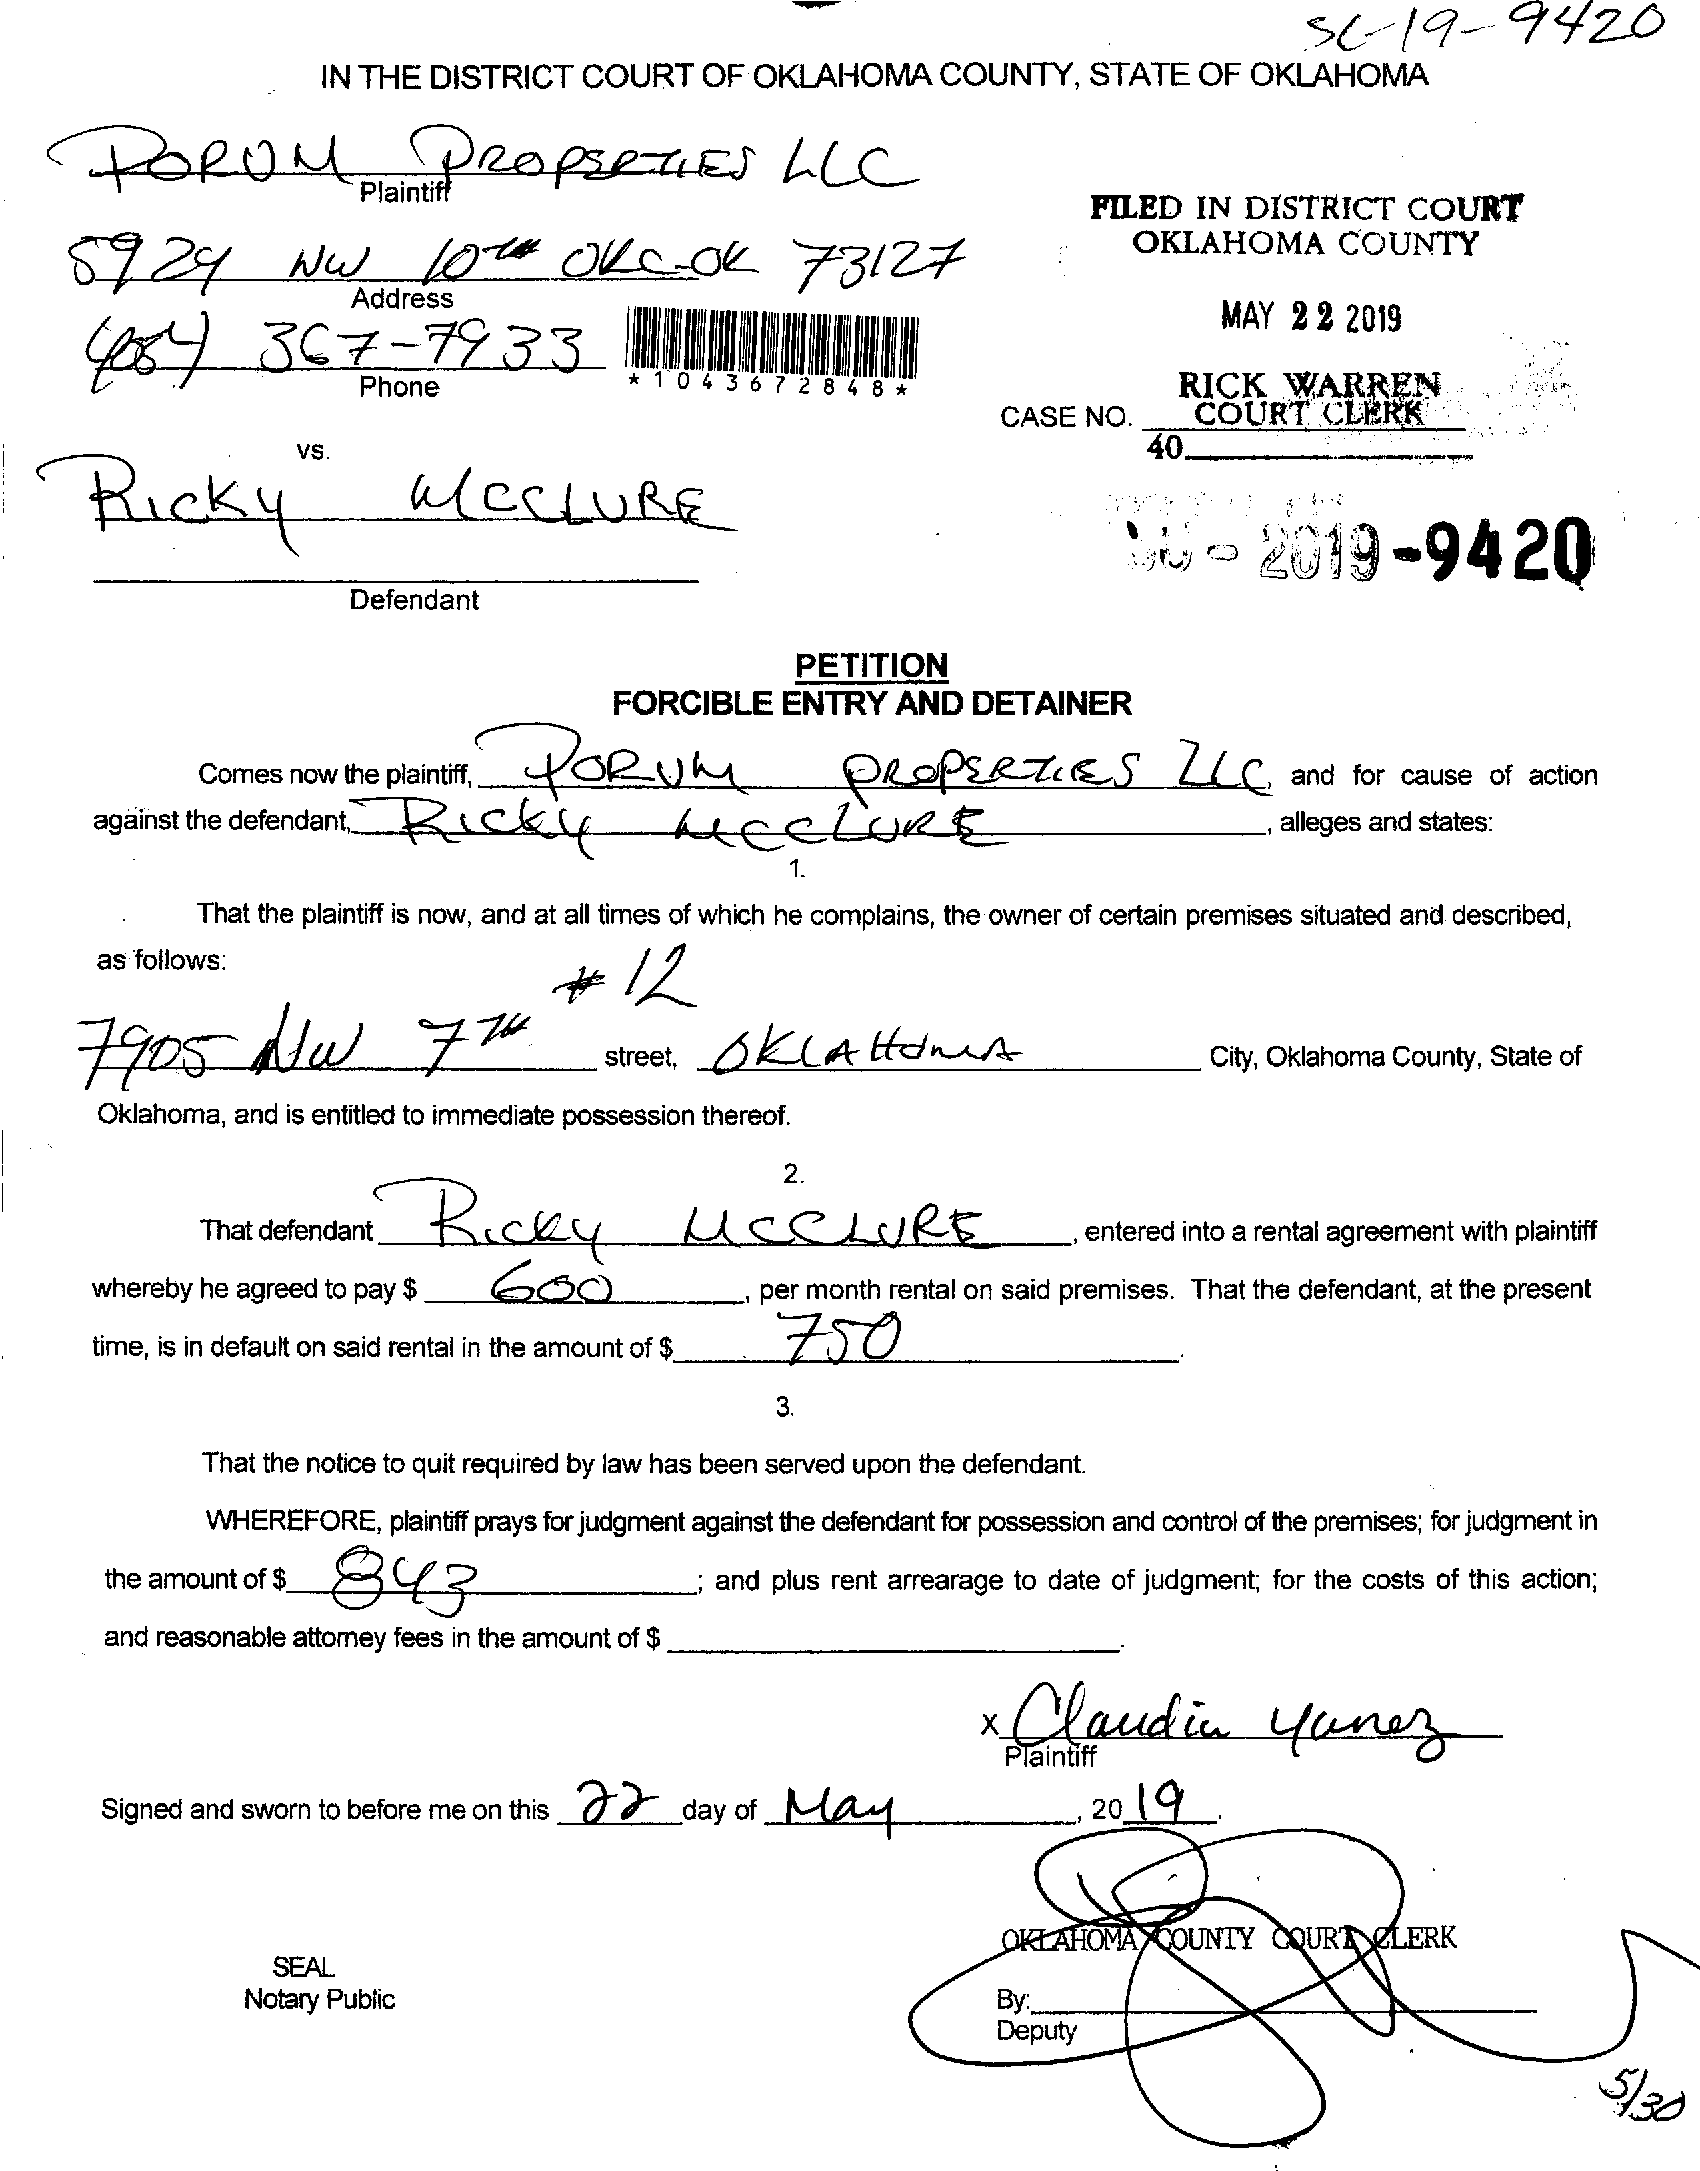 SC-19-9420
IN THE DISTRICT COURT OF OKLAHOMA COUNTY, STATE OF OKLAHOMA
PORUM PROPERTIES LLC
Plaintiff
5924 NW 10TH OKC-OK 73127
Address
367-7933
Phone
*1043672848*
FILED IN DISTRICT COURT
OKLAHOMA COUNTY
MAY 22 2019
RICK WARREN
COURT CLERK
CASE NO.
40
vs.
RICKY MCCLURE
- 2019-9420
Defendant
PETITION
FORCIBLE ENTRY AND DETAINER
Comes now the plaintiff, PORUM PROPERTIES LLC, and for cause of action
against the defendant, RICKY MCCLURE, alleges and states:
1.
That the plaintiff is now, and at all times of which he complains, the owner of certain premises situated and described,
as follows:
# 12
7905 NW 7TH street, OKLAHOMA City, Oklahoma County, State of
Oklahoma, and is entitled to immediate possession thereof.
2.
That defendant RICKY MCCLURE, entered into a rental agreement with plaintiff
whereby he agreed to pay $ 600, per month rental on said premises. That the defendant, at the present
time, is in default on said rental in the amount of $ 750.
3.
That the notice to quit required by law has been served upon the defendant.
WHEREFORE, plaintiff prays for judgment against the defendant for possession and control of the premises; for judgment in
the amount of $ 843; and plus rent arrearage to date of judgment; for the costs of this action;
and reasonable attorney fees in the amount of $ .
x Claudia Yanez
Plaintiff
Signed and sworn to before me on this 22 day of May, 2019.
OKLAHOMA COUNTY COURT CLERK
SEAL
Notary Public
By:
Deputy
5/30